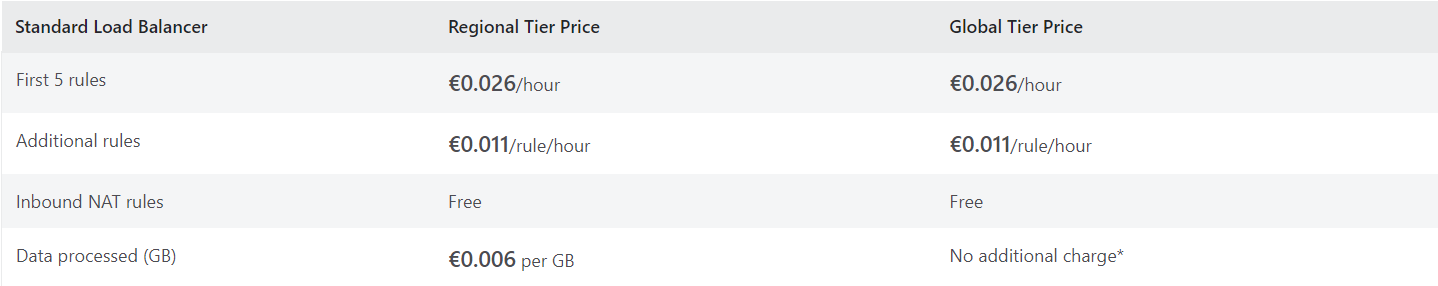 Standard Load Balancer Regional Tier Price Global Tier Price
First 5 rules €0.026/hour €0.026/hour
Additional rules €0.011/rule/hour €0.011/rule/hour
Inbound NAT rules Free Free
Data processed (GB) €0.006 per GB No additional charge*